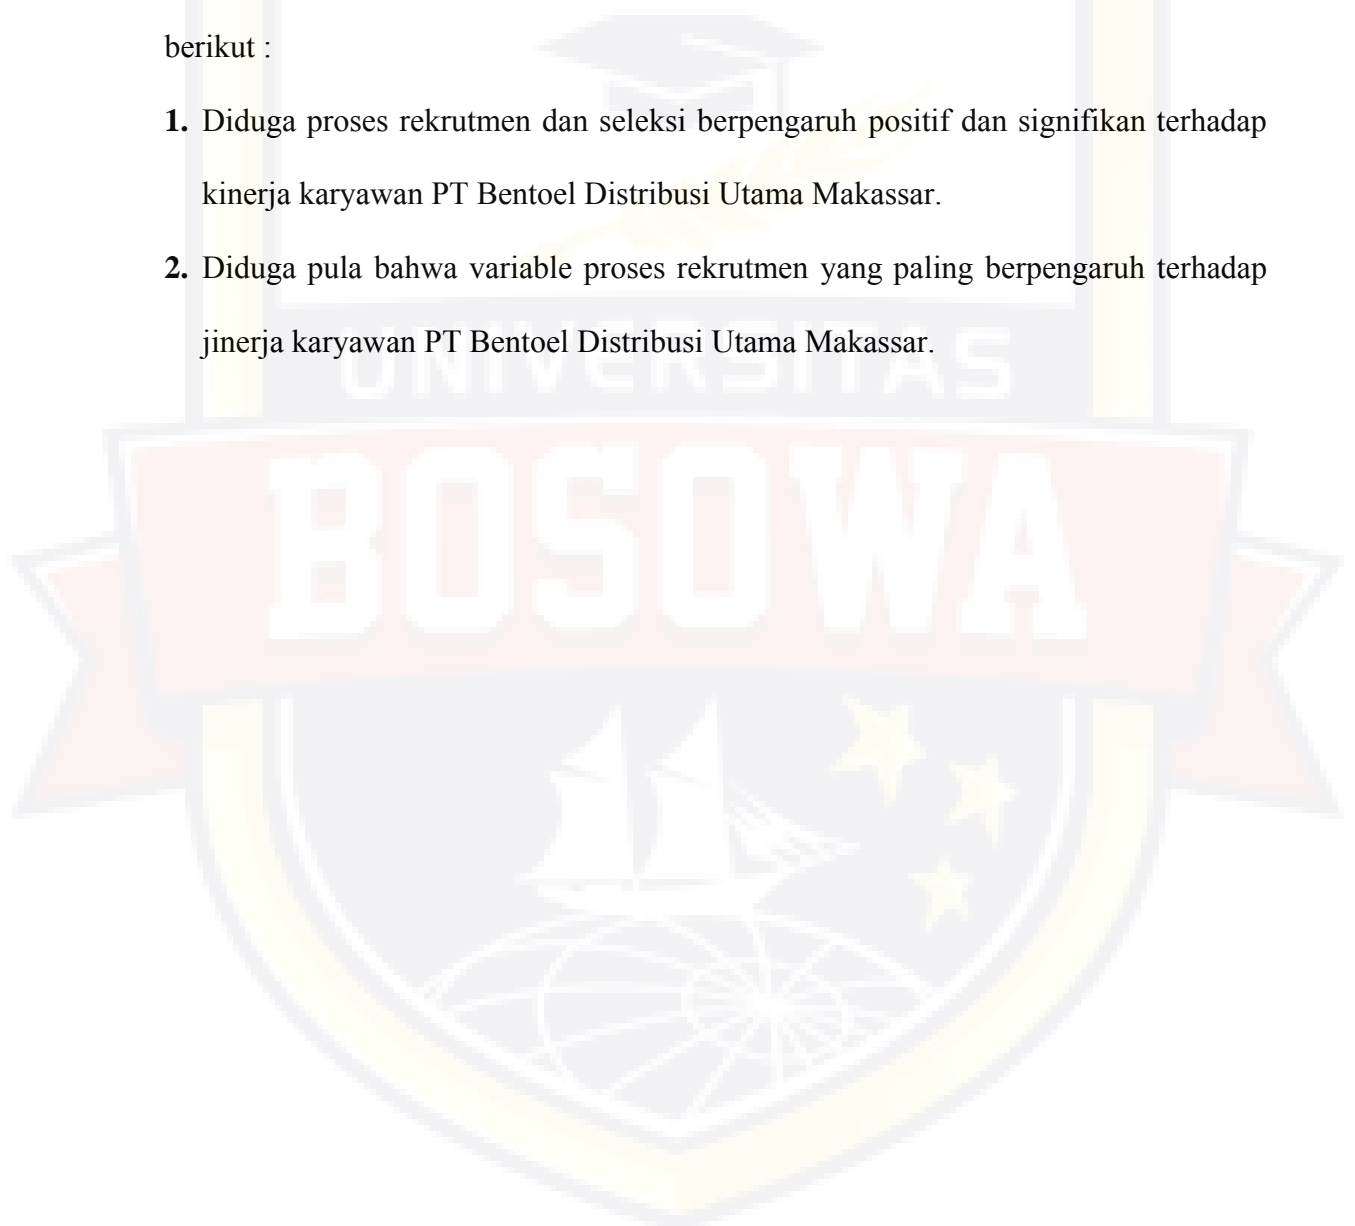 berikut :
1. Diduga proses rekrutmen dan seleksi berpengaruh positif dan signifikan terhadap
kinerja karyawan PT Bentoel Distribusi Utama Makassar.
2. Diduga pula bahwa variable proses rekrutmen yang paling berpengaruh terhadap
jinerja karyawan PT Bentoel Distribusi Utama Makassar.
UNIVERSITAS
BOSOWA